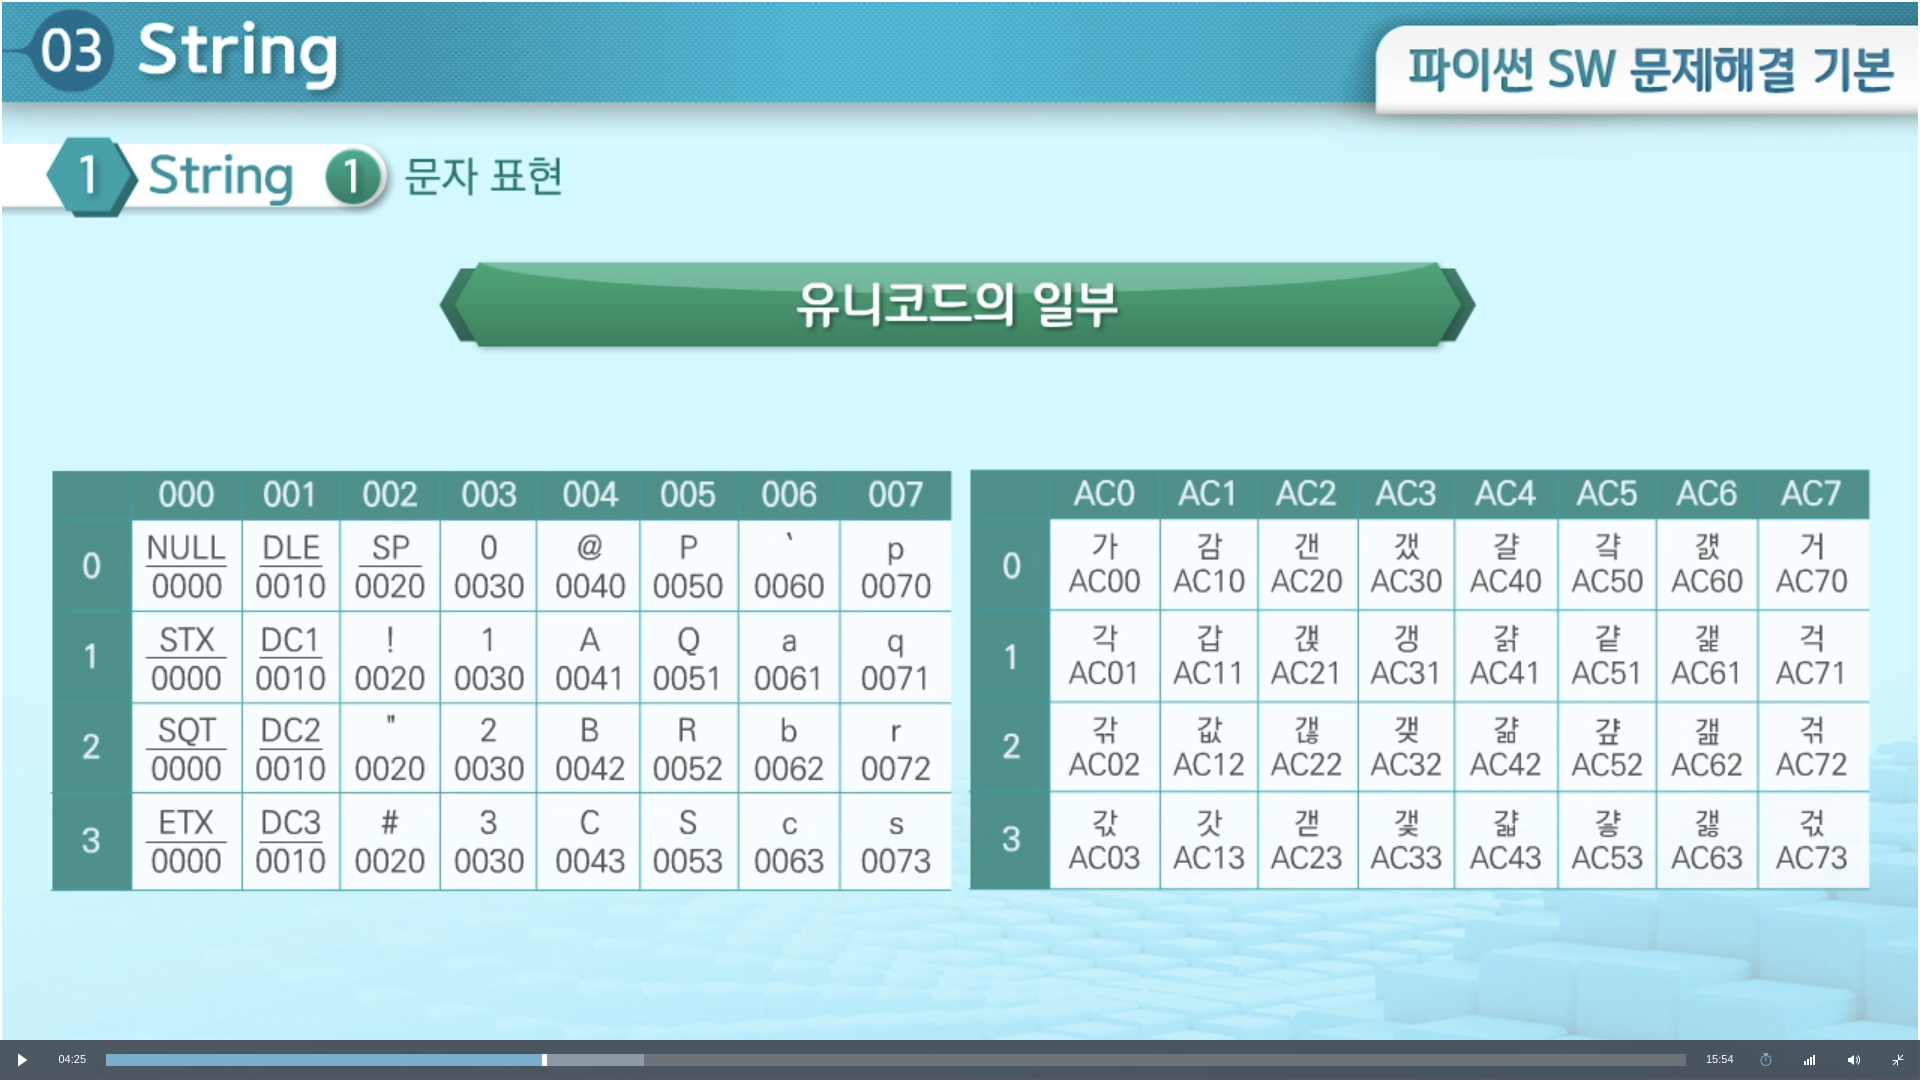 03 String
파이썬 SW 문제해결 기본
1 String 1 문자 표현
유니코드의 일부
000 001 002 003 004 005 006 007
0 NULL DLE SP 0 @ P ` p
0000 0010 0020 0030 0040 0050 0060 0070
1 STX DC1 ! 1 A Q a q
0000 0010 0020 0030 0041 0051 0061 0071
2 SQT DC2 " 2 B R b r
0000 0010 0020 0030 0042 0052 0062 0072
3 ETX DC3 # 3 C S c s
0000 0010 0020 0030 0043 0053 0063 0073
AC0 AC1 AC2 AC3 AC4 AC5 AC6 AC7
0 가 감 갠 갰 걀 걐 걠 거
AC00 AC10 AC20 AC30 AC40 AC50 AC60 AC70
1 각 갑 갡 갱 걁 걑 걡 걱
AC01 AC11 AC21 AC31 AC41 AC51 AC61 AC71
2 갂 값 갢 갲 걂 걒 걢 걲
AC02 AC12 AC22 AC32 AC42 AC52 AC62 AC72
3 갃 갓 갣 갳 걃 걓 걣 걳
AC03 AC13 AC23 AC33 AC43 AC53 AC63 AC73
04:25 15:54